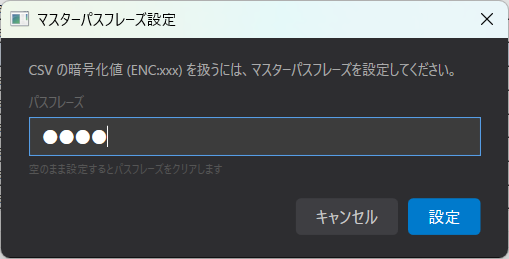 マスターパスフレーズ設定
CSV の暗号化値 (ENC:xxx) を扱うには、マスターパスフレーズを設定してください。
パスフレーズ
●●●●
空のまま設定するとパスフレーズをクリアします
キャンセル
設定